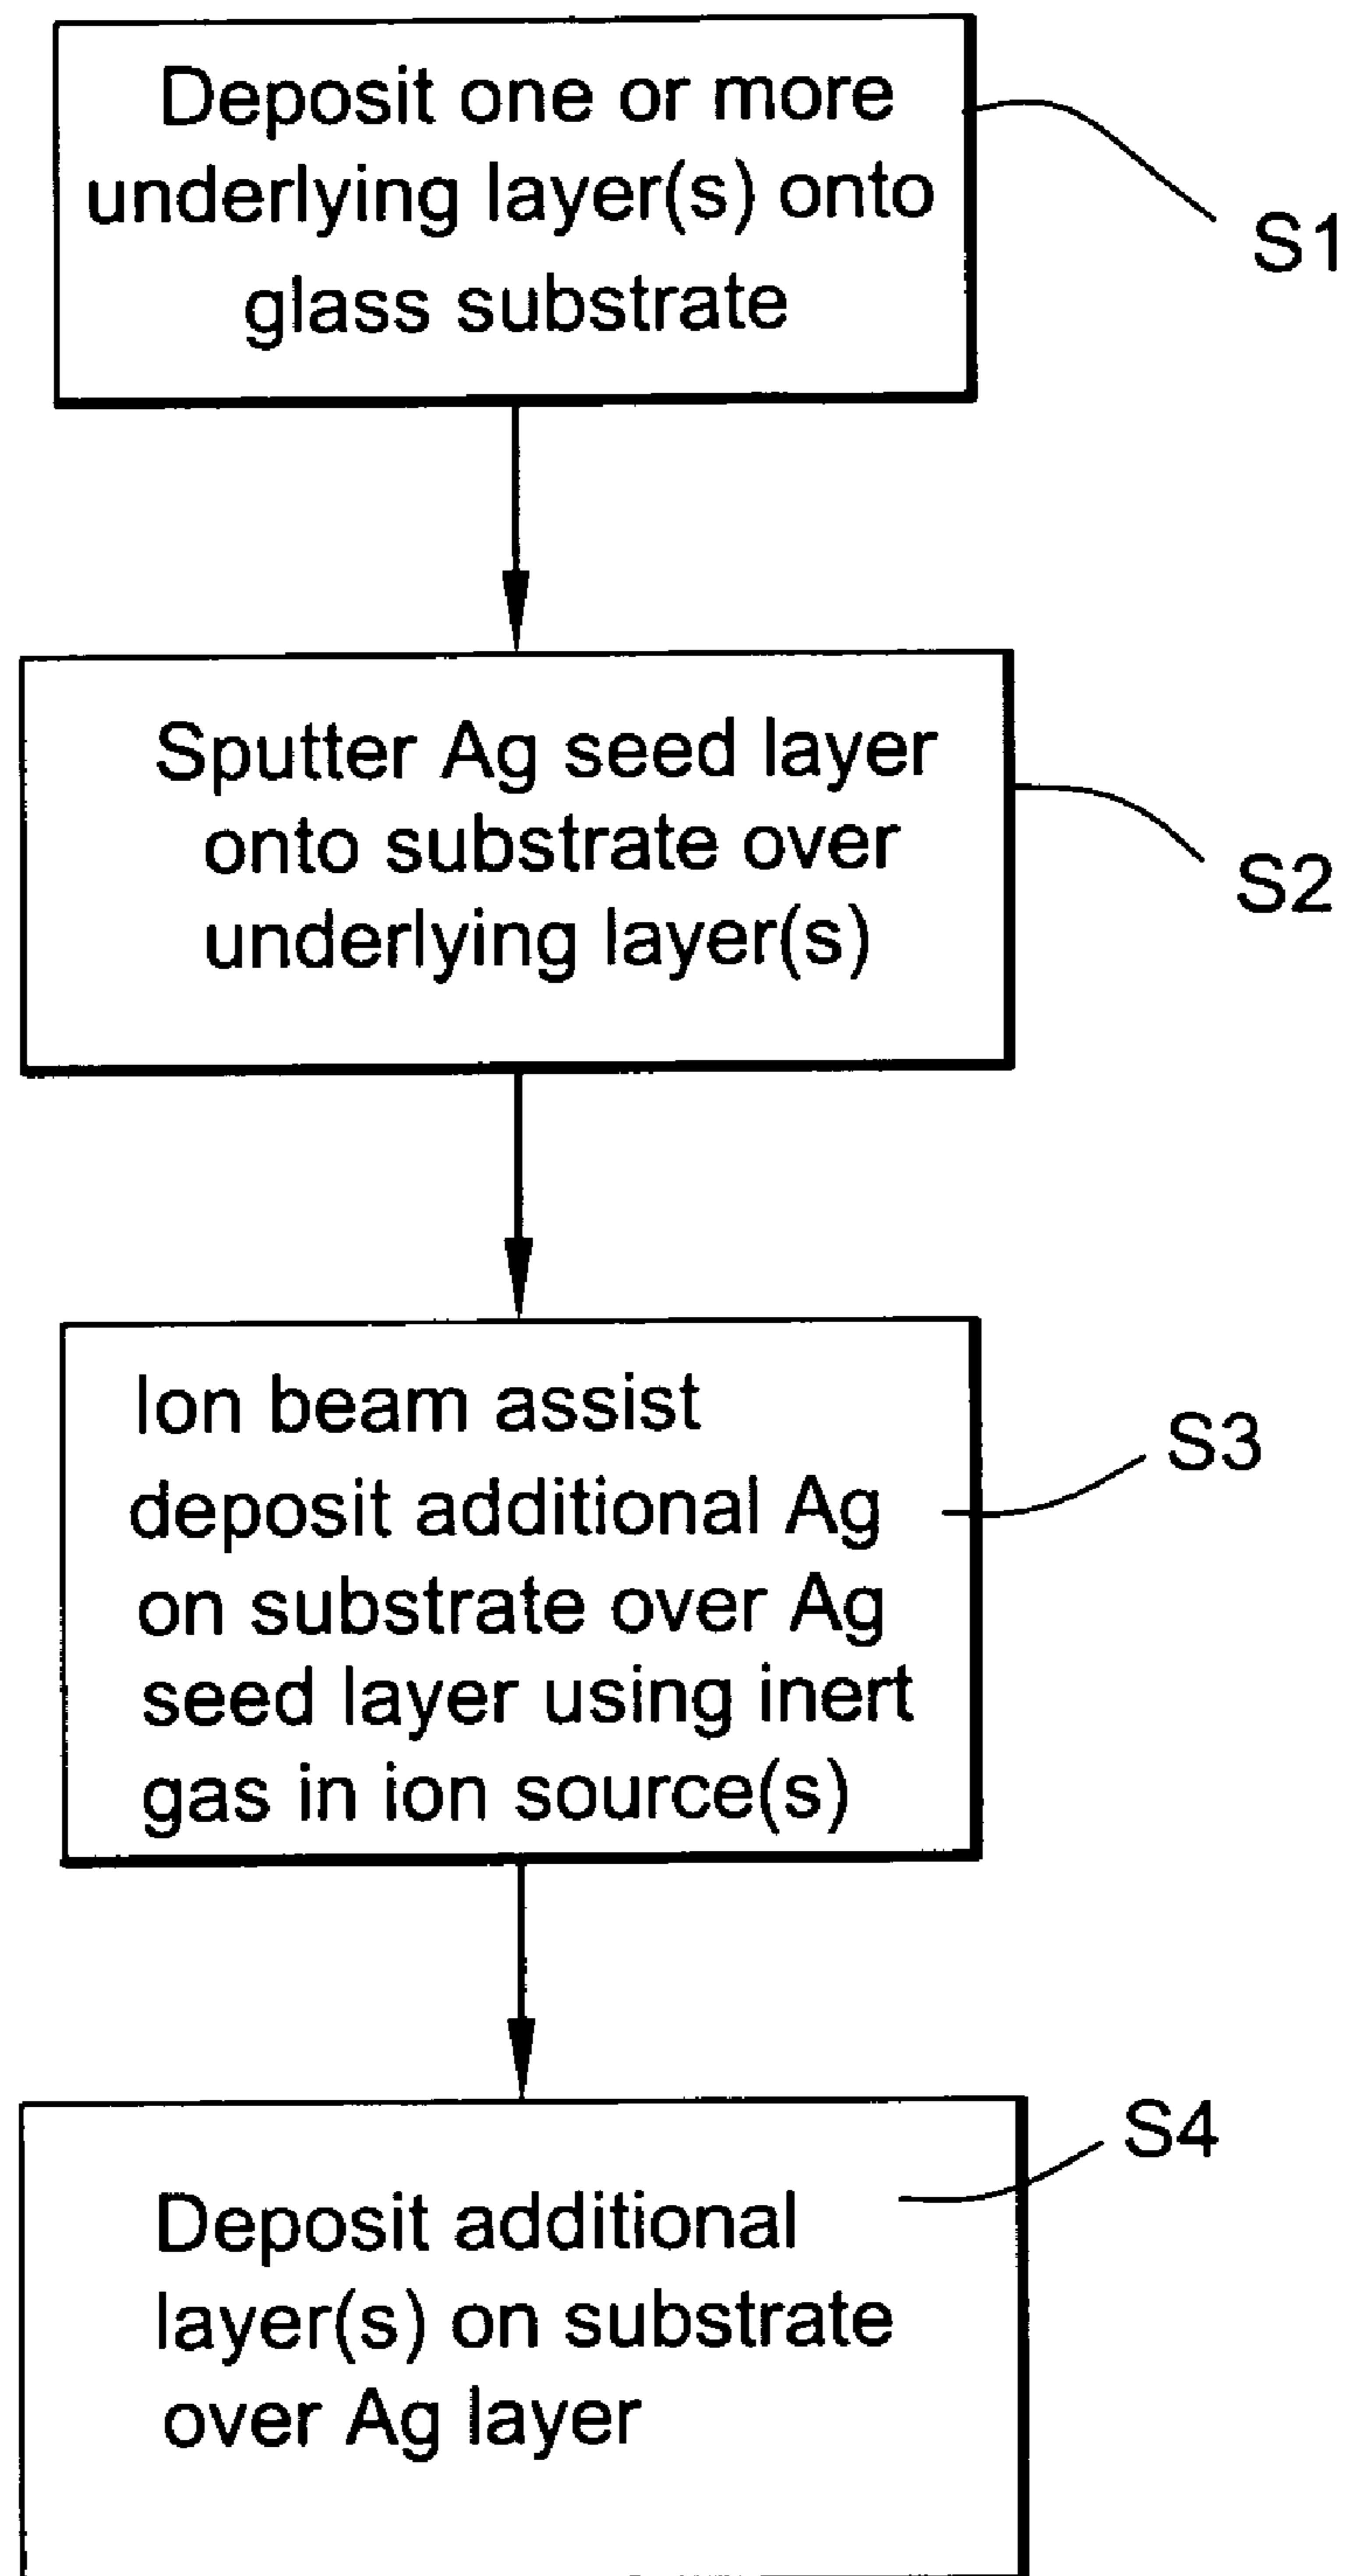 Deposit one or more
underlying layer(s) onto
glass substrate
S1
Sputter Ag seed layer
onto substrate over
underlying layer(s)
S2
Ion beam assist
deposit additional Ag
on substrate over Ag
seed layer using inert
gas in ion source(s)
S3
S4
Deposit additional
layer(s) on substrate
over Ag layer